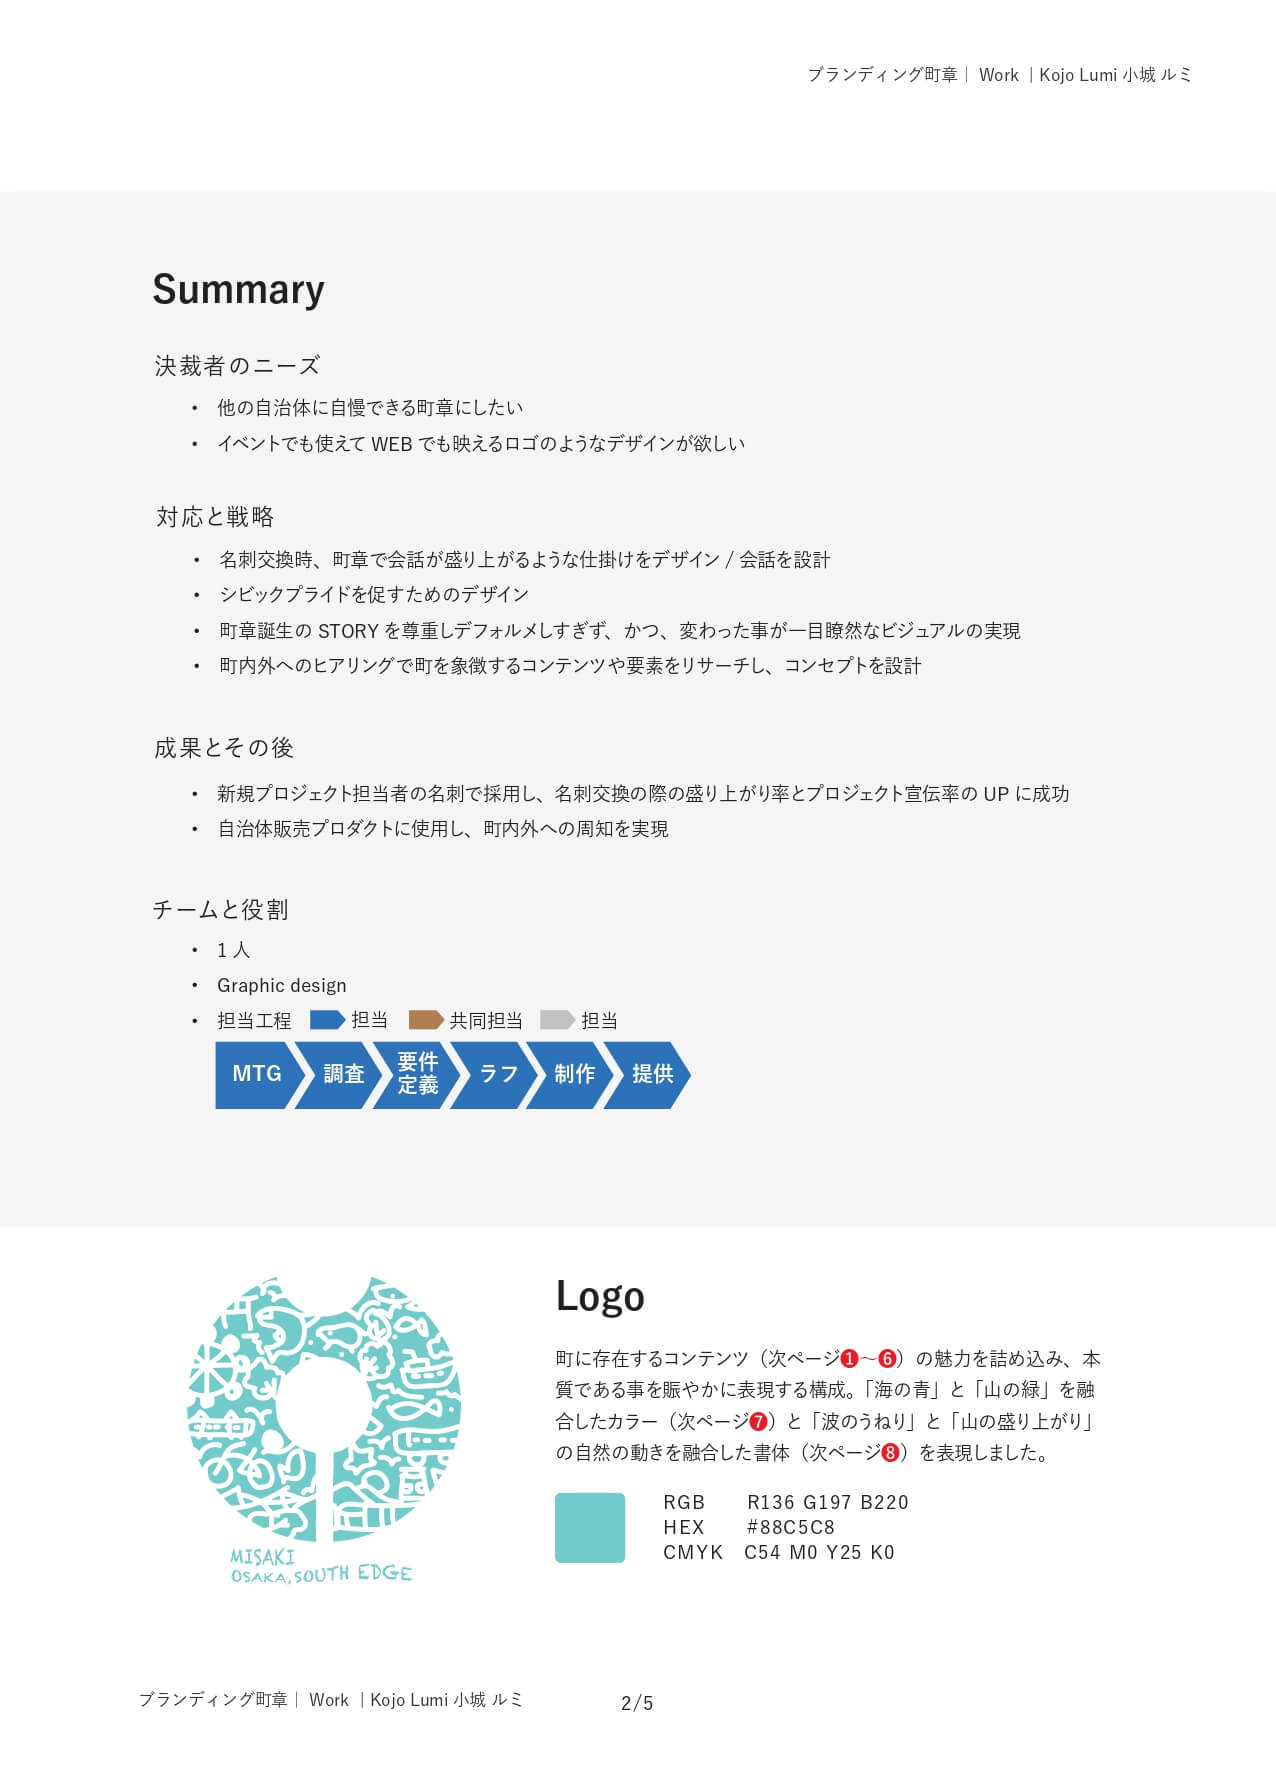 ブランディング町章｜ Work ｜Kojo Lumi 小城 ルミ
Summary
決裁者のニーズ
• 他の自治体に自慢できる町章にしたい
• イベントでも使えて WEB でも映えるロゴのようなデザインが欲しい
対応と戦略
• 名刺交換時、町章で会話が盛り上がるような仕掛けをデザイン / 会話を設計
• シビックプライドを促すためのデザイン
• 町章誕生の STORY を尊重しデフォルメしすぎず、かつ、変わった事が一目瞭然なビジュアルの実現
• 町内外へのヒアリングで町を象徴するコンテンツや要素をリサーチし、コンセプトを設計
成果とその後
• 新規プロジェクト担当者の名刺で採用し、名刺交換の際の盛り上がり率とプロジェクト宣伝率の UP に成功
• 自治体販売プロダクトに使用し、町内外への周知を実現
チームと役割
• 1 人
• Graphic design
• 担当工程 担当 共同担当 担当
MTG 調査 要件定義 ラフ 制作 提供
Logo
町に存在するコンテンツ（次ページ❶〜❻）の魅力を詰め込み、本
質である事を賑やかに表現する構成。「海の青」と「山の緑」を融
合したカラー（次ページ❼）と「波のうねり」と「山の盛り上がり」
の自然の動きを融合した書体（次ページ❽）を表現しました。
RGB R136 G197 B220
HEX #88C5C8
CMYK C54 M0 Y25 K0
MISAKI
OSAKA, SOUTH EDGE
ブランディング町章｜ Work ｜Kojo Lumi 小城 ルミ
2/5